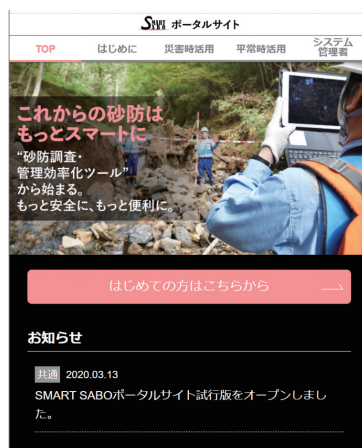 SMART SABO ポータルサイト
TOP はじめに 災害時活用 平常時活用 システム管理者
これからの砂防は
もっとスマートに
“砂防調査・
管理効率化ツール”
から始まる。
もっと安全に、もっと便利に。
はじめての方はこちらから
お知らせ
共通 2020.03.13
SMART SABOポータルサイト試行版をオープンしまし
た。